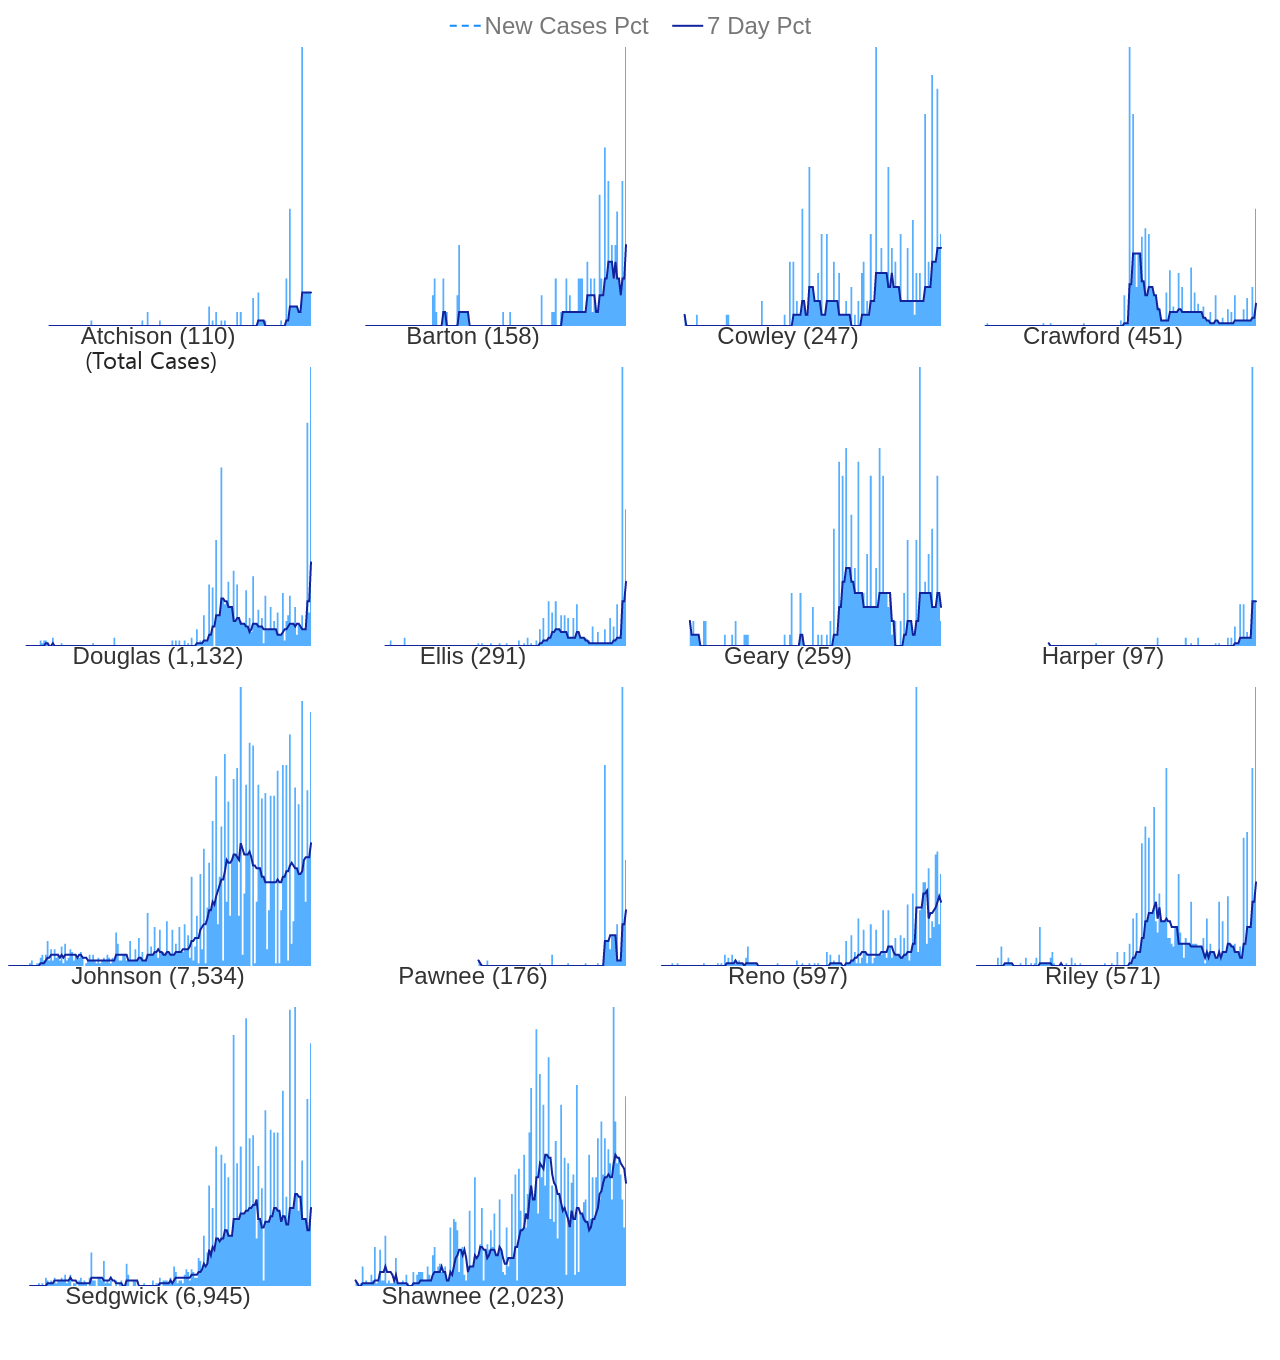 New Cases Pct 7 Day Pct
Atchison (110) Barton (158) Cowley (247) Crawford (451)
(Total Cases)
Douglas (1,132) Ellis (291) Geary (259) Harper (97)
Johnson (7,534) Pawnee (176) Reno (597) Riley (571)
Sedgwick (6,945) Shawnee (2,023)